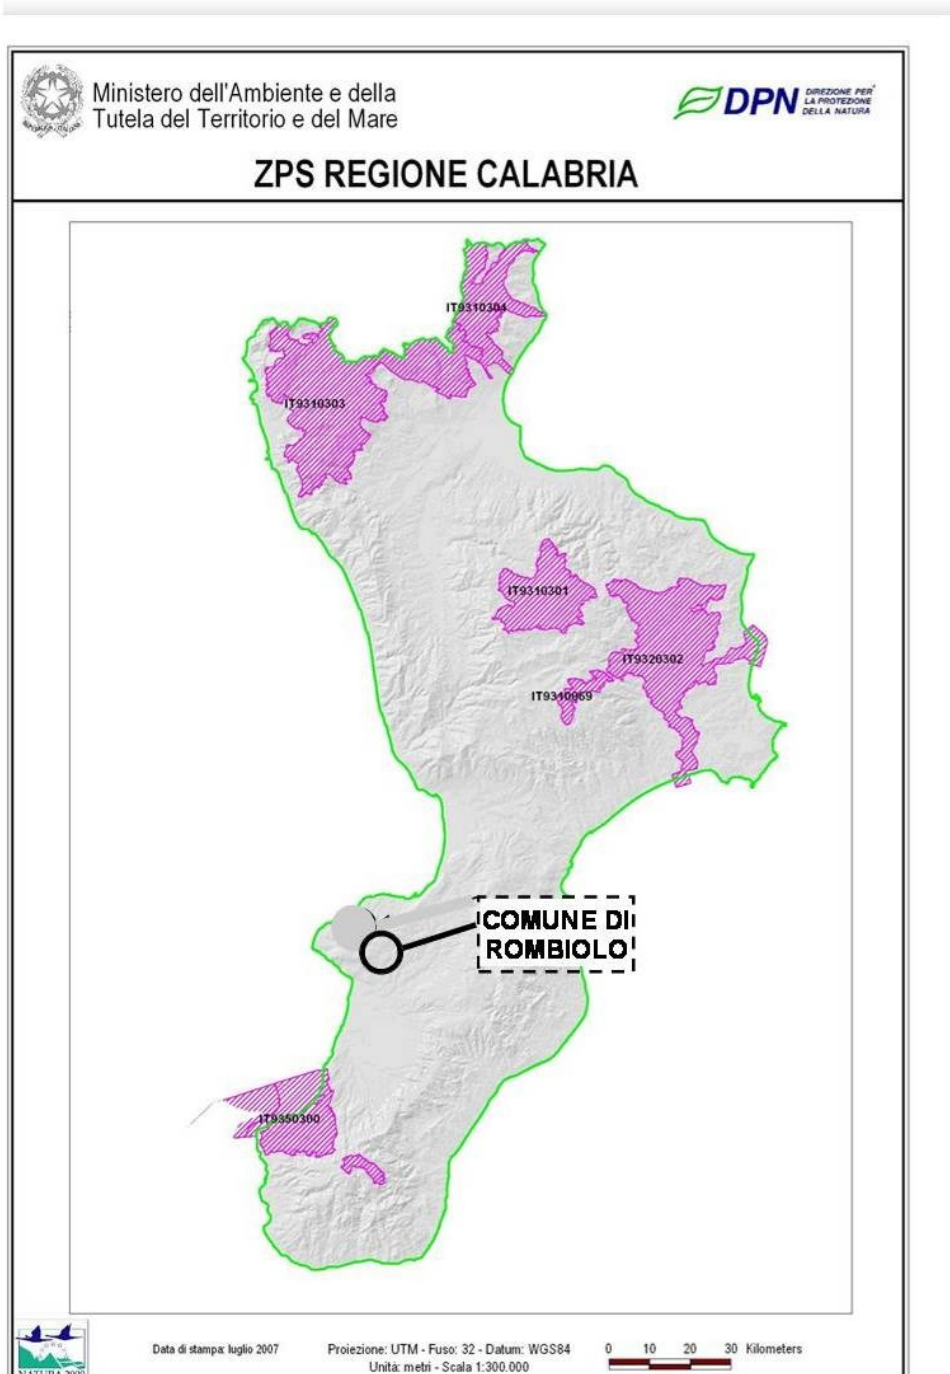 Ministero dell'Ambiente e della
Tutela del Territorio e del Mare
DPN DIREZIONE PER
LA PROTEZIONE
DELLA NATURA
ZPS REGIONE CALABRIA
IT9310304
IT9310303
IT9310301
IT9320302
IT9310069
COMUNE DI
ROMBIOLO
IT9350300
NATURA 2000
Data di stampa: luglio 2007
Proiezione: UTM - Fuso: 32 - Datum: WGS84
Unità: metri - Scala 1:300.000
0 10 20 30 Kilometers